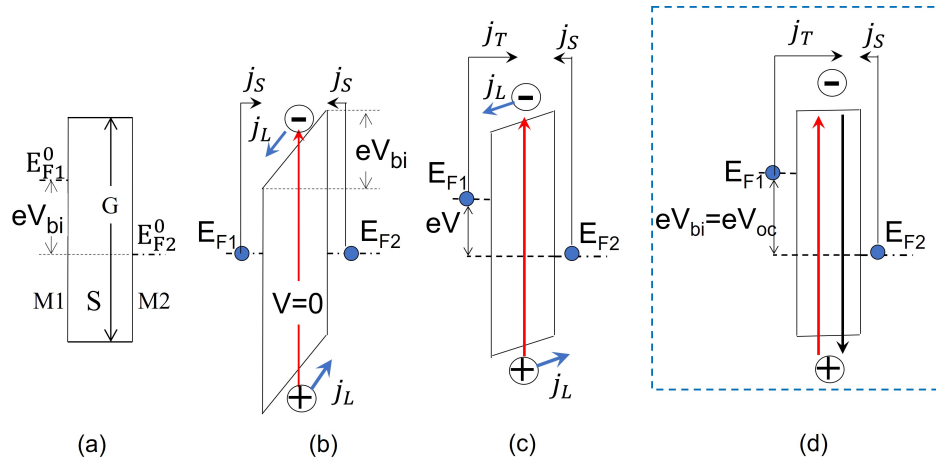 E⁰F1
eVbi
G
E⁰F2
M1
S
M2
(a)
jS
jS
-
jL
eVbi
EF1
EF2
V=0
+
jL
(b)
jT
jS
-
jL
EF1
eV
EF2
+
jL
(c)
jT
jS
-
EF1
eVbi=eVoc
EF2
+
(d)